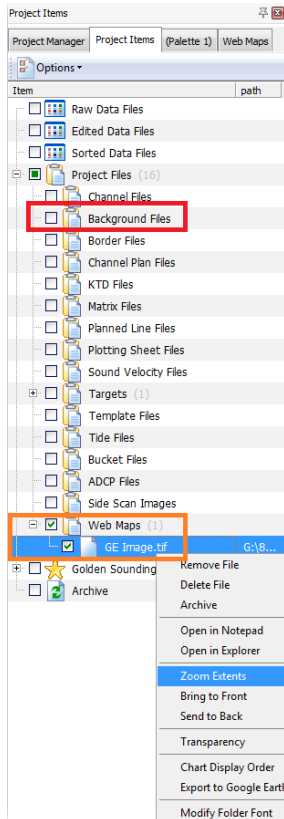 Project Items
Project Manager Project Items (Palette 1) Web Maps
Options
Item path
Raw Data Files
Edited Data Files
Sorted Data Files
Project Files (16)
Channel Files
Background Files
Border Files
Channel Plan Files
KTD Files
Matrix Files
Planned Line Files
Plotting Sheet Files
Sound Velocity Files
Targets (1)
Template Files
Tide Files
Bucket Files
ADCP Files
Side Scan Images
Web Maps (1)
GE Image.tif G:\8...
Golden Sounding
Archive
Remove File
Delete File
Archive
Open in Notepad
Open in Explorer
Zoom Extents
Bring to Front
Send to Back
Transparency
Chart Display Order
Export to Google Earth
Modify Folder Font